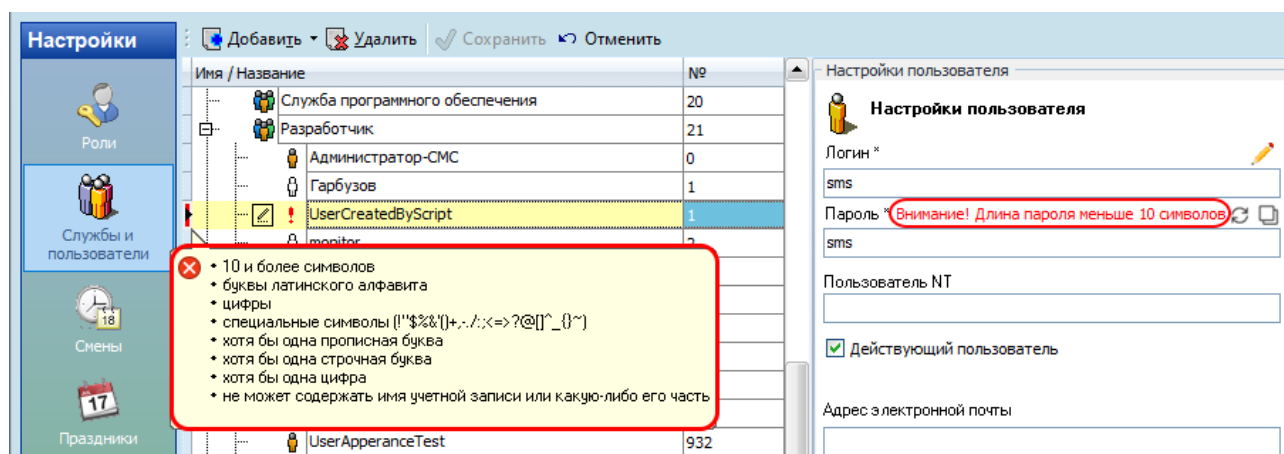 Настройки
Добавить
Удалить
Сохранить
Отменить
Роли
Службы и
пользователи
18
Смены
17
Праздники
Имя / Название
№
Служба программного обеспечения
20
Разработчик
21
Администратор-СМС
0
Гарбузов
1
UserCreatedByScript
1
monitor
2
• 10 и более символов
• буквы латинского алфавита
• цифры
• специальные символы (!"$%&'()+,-./:;<=>?@[]^_{}~)
• хотя бы одна прописная буква
• хотя бы одна строчная буква
• хотя бы одна цифра
• не может содержать имя учетной записи или какую-либо его часть
UserApperanceTest
932
Настройки пользователя
Настройки пользователя
Логин *
sms
Пароль * Внимание! Длина пароля меньше 10 символов
sms
Пользователь NT
Действующий пользователь
Адрес электронной почты